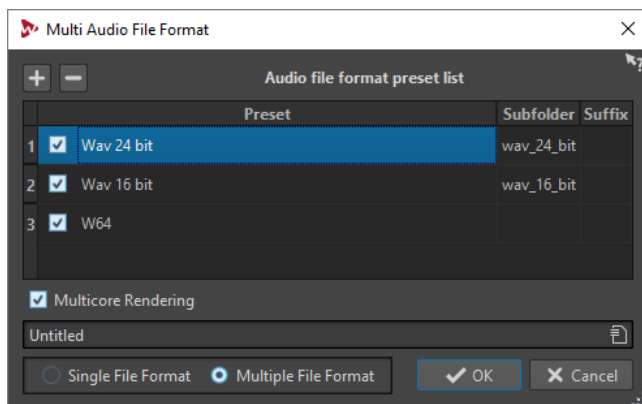 Multi Audio File Format
Audio file format preset list
Preset Subfolder Suffix
1 Wav 24 bit wav_24_bit
2 Wav 16 bit wav_16_bit
3 W64
Multicore Rendering
Untitled
Single File Format Multiple File Format OK Cancel